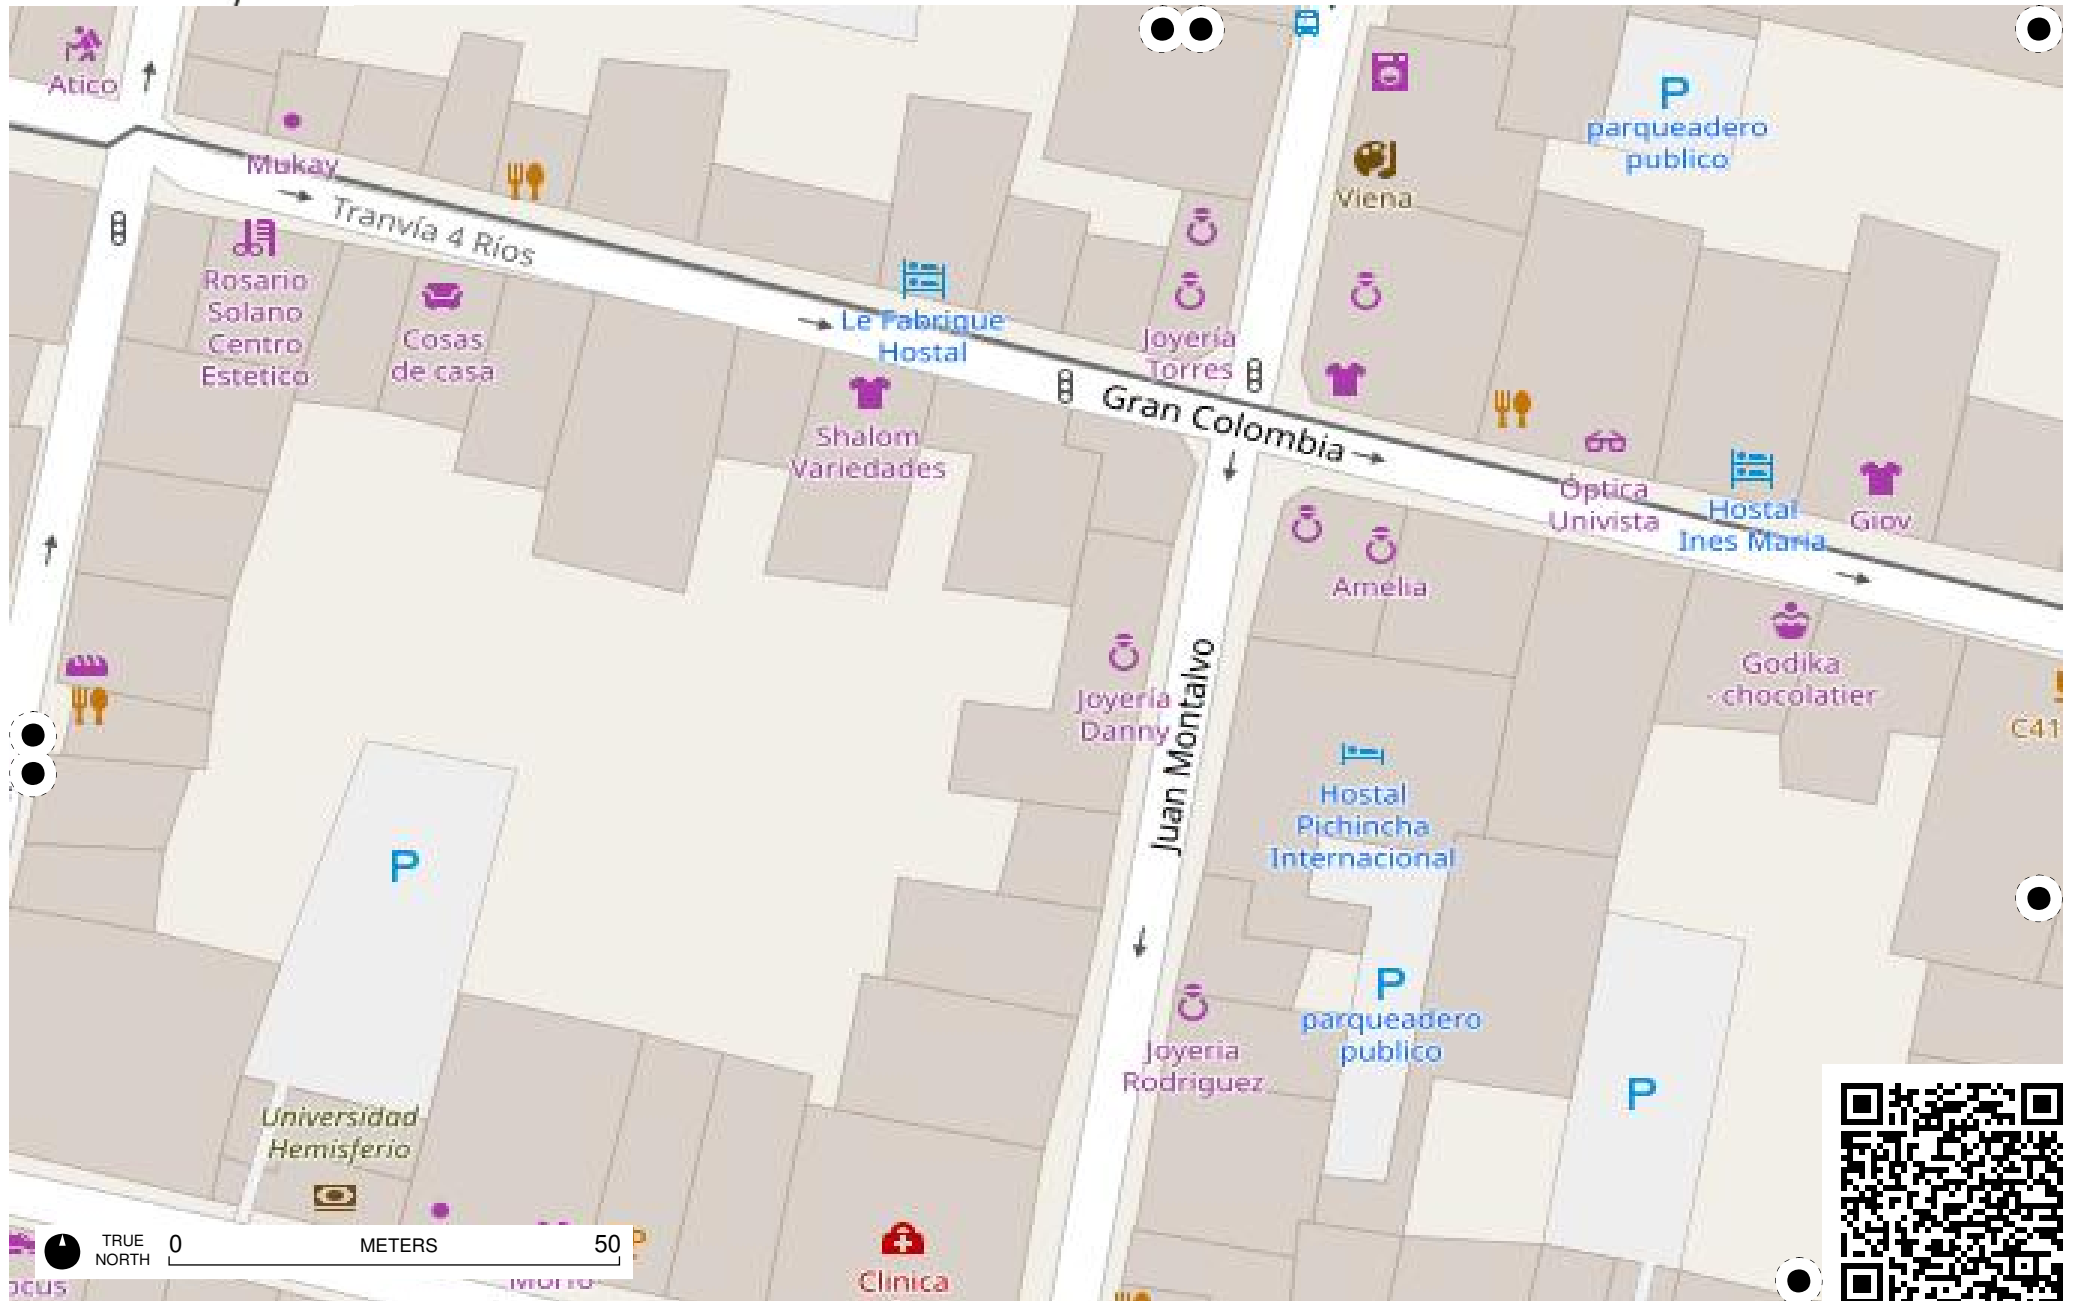 Atico
P
parqueadero
publico
Mukay
Viena
Tranvía 4 Ríos
Rosario
Solano
Centro
Estetico
Cosas
de casa
Le Fabrique
Hostal
Joyería
Torres
Gran Colombia
Shalom
Variedades
Óptica
Univista
Hostal
Ines Maria
Giov
Amelia
Godika
- chocolatier
Joyería
Danny
Juan Montalvo
C41
Hostal
Pichincha
Internacional
P
P
parqueadero
publico
Joyeria
Rodriguez
P
Universidad
Hemisferio
TRUE
NORTH
0 METERS 50
Clinica